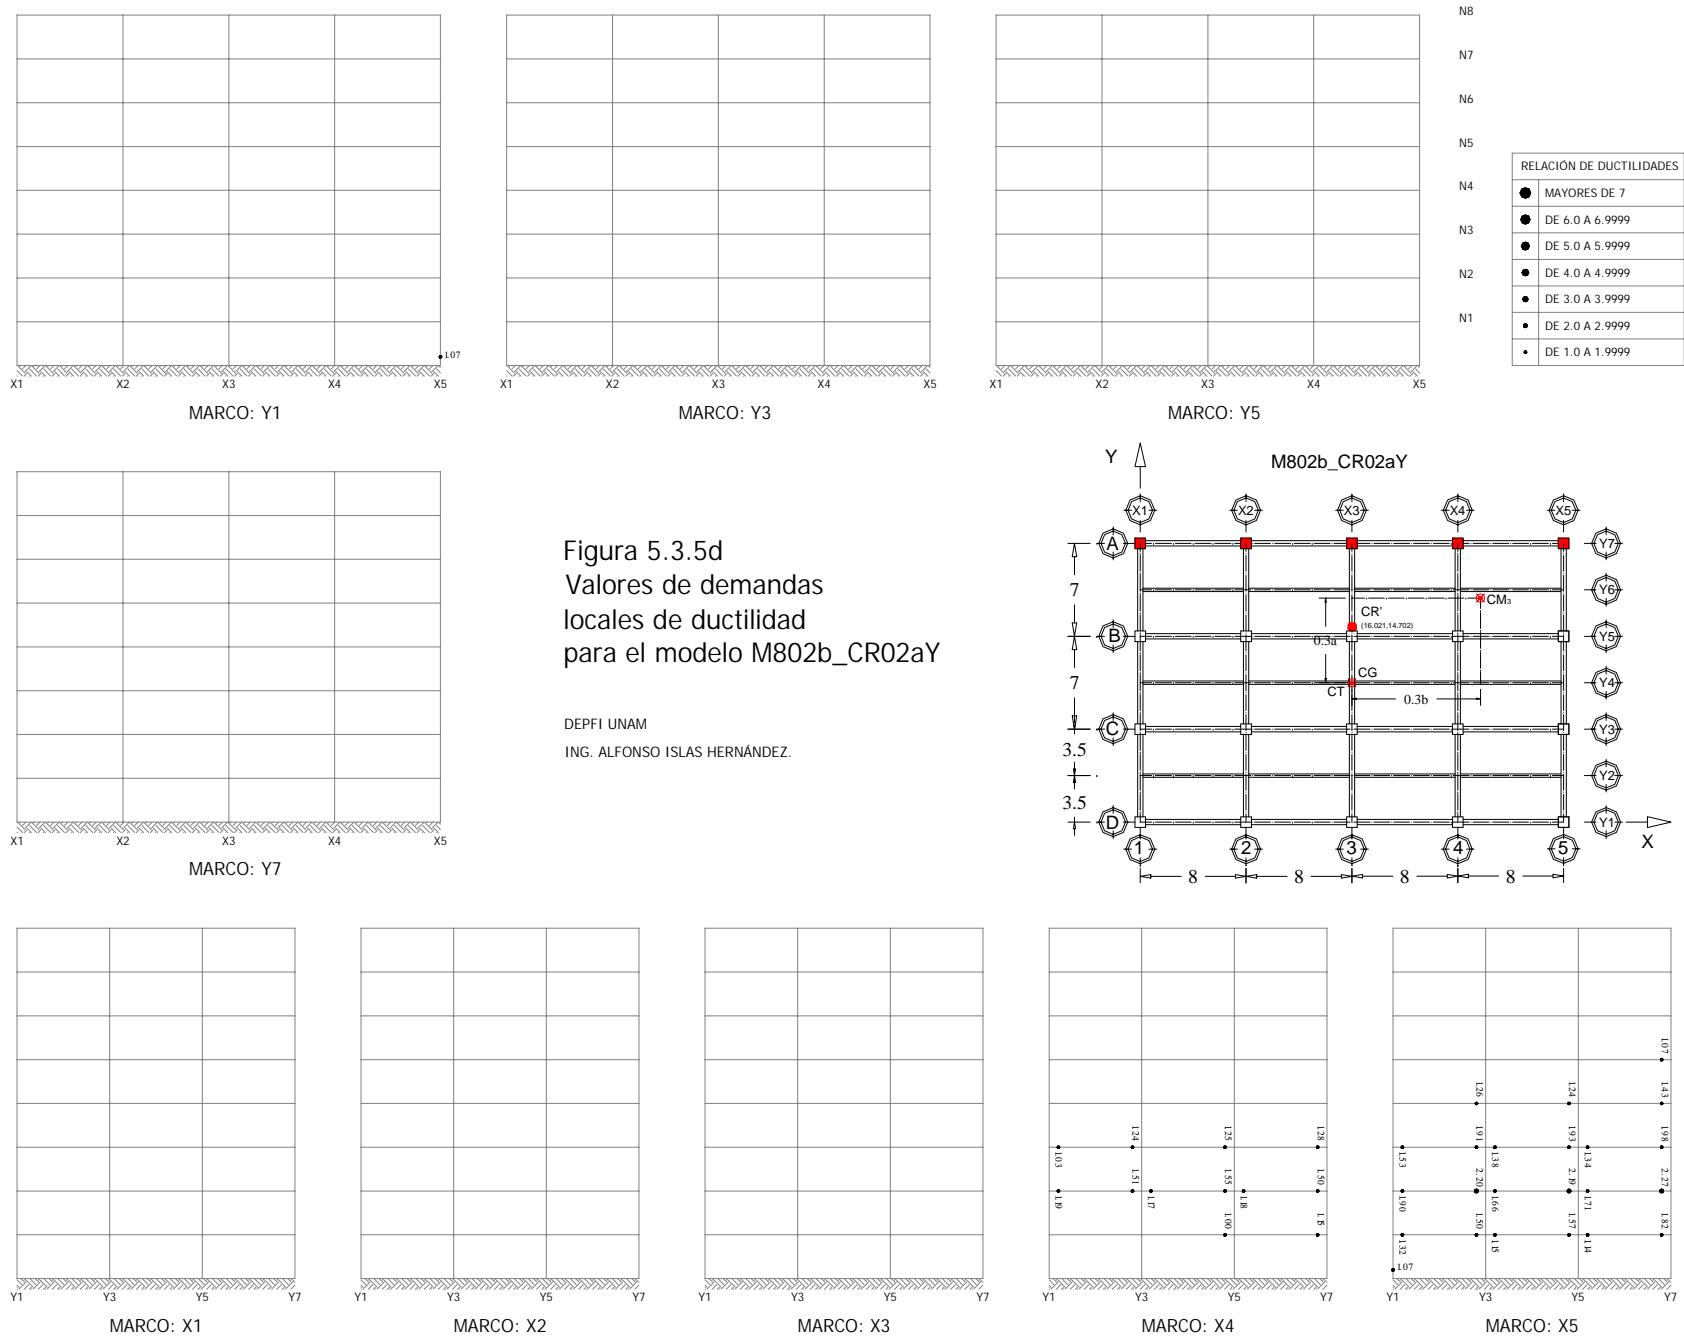 N8
N7
N6
N5
N4
N3
N2
N1
RELACIÓN DE DUCTILIDADES
MAYORES DE 7
DE 6.0 A 6.9999
DE 5.0 A 5.9999
DE 4.0 A 4.9999
DE 3.0 A 3.9999
DE 2.0 A 2.9999
DE 1.0 A 1.9999
1.07
X1 X2 X3 X4 X5
MARCO: Y1
X1 X2 X3 X4 X5
MARCO: Y3
X1 X2 X3 X4 X5
MARCO: Y5
X1 X2 X3 X4 X5
MARCO: Y7
Figura 5.3.5d
Valores de demandas
locales de ductilidad
para el modelo M802b_CR02aY
DEPFI UNAM
ING. ALFONSO ISLAS HERNÁNDEZ.
M802b_CR02aY
Y
X1 X2 X3 X4 X5
A Y7
7
Y6
CM3
CR'
(16.021,14.702)
B Y5
0.3a
7
CG
Y4
CT
0.3b
C Y3
3.5
Y2
3.5
D Y1
X
1 2 3 4 5
8 8 8 8
Y1 Y3 Y5 Y7
MARCO: X1
Y1 Y3 Y5 Y7
MARCO: X2
Y1 Y3 Y5 Y7
MARCO: X3
1.24 1.25 1.28
1.03
1.51 1.55 1.50
1.19 1.17 1.18
1.00 1.15
Y1 Y3 Y5 Y7
MARCO: X4
1.07
1.26 1.24 1.43
1.91 1.93 1.98
1.53 1.38 1.34
2.20 2.19 2.27
1.90 1.66 1.71
1.50 1.57 1.82
1.32 1.15 1.14
1.07
Y1 Y3 Y5 Y7
MARCO: X5